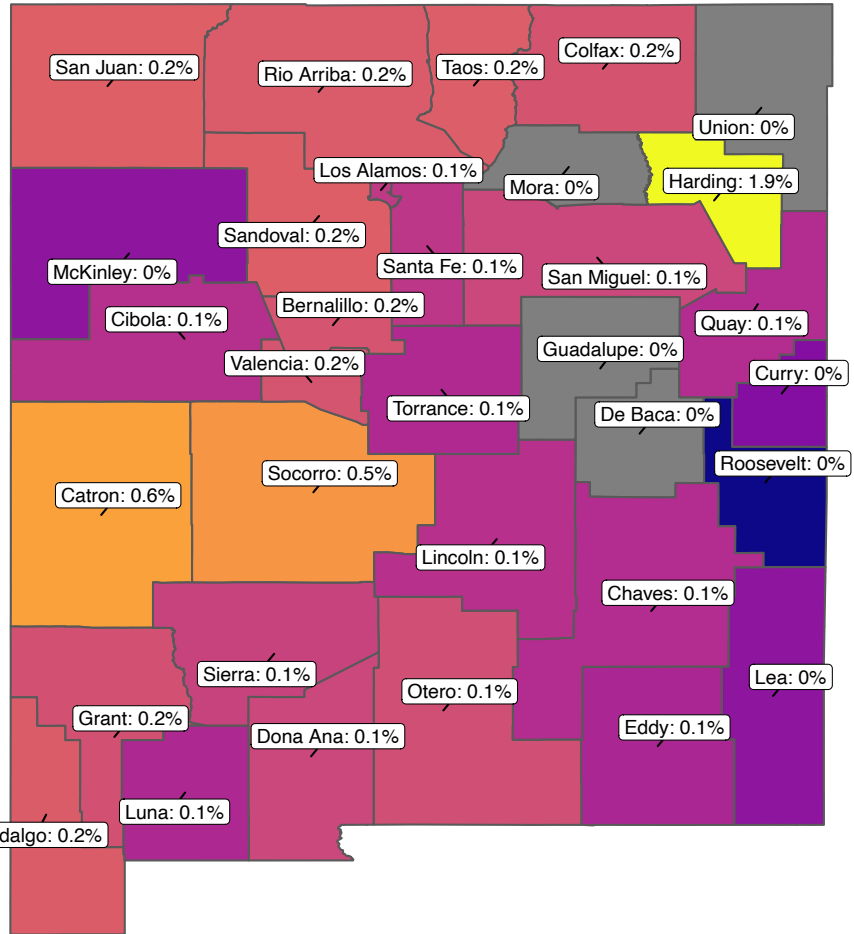 San Juan: 0.2%
Rio Arriba: 0.2%
Taos: 0.2%
Colfax: 0.2%
Union: 0%
Los Alamos: 0.1%
Mora: 0%
Harding: 1.9%
Sandoval: 0.2%
McKinley: 0%
Santa Fe: 0.1%
San Miguel: 0.1%
Cibola: 0.1%
Bernalillo: 0.2%
Quay: 0.1%
Valencia: 0.2%
Guadalupe: 0%
Curry: 0%
Torrance: 0.1%
De Baca: 0%
Catron: 0.6%
Socorro: 0.5%
Roosevelt: 0%
Lincoln: 0.1%
Chaves: 0.1%
Sierra: 0.1%
Otero: 0.1%
Lea: 0%
Grant: 0.2%
Dona Ana: 0.1%
Eddy: 0.1%
Luna: 0.1%
dalgo: 0.2%